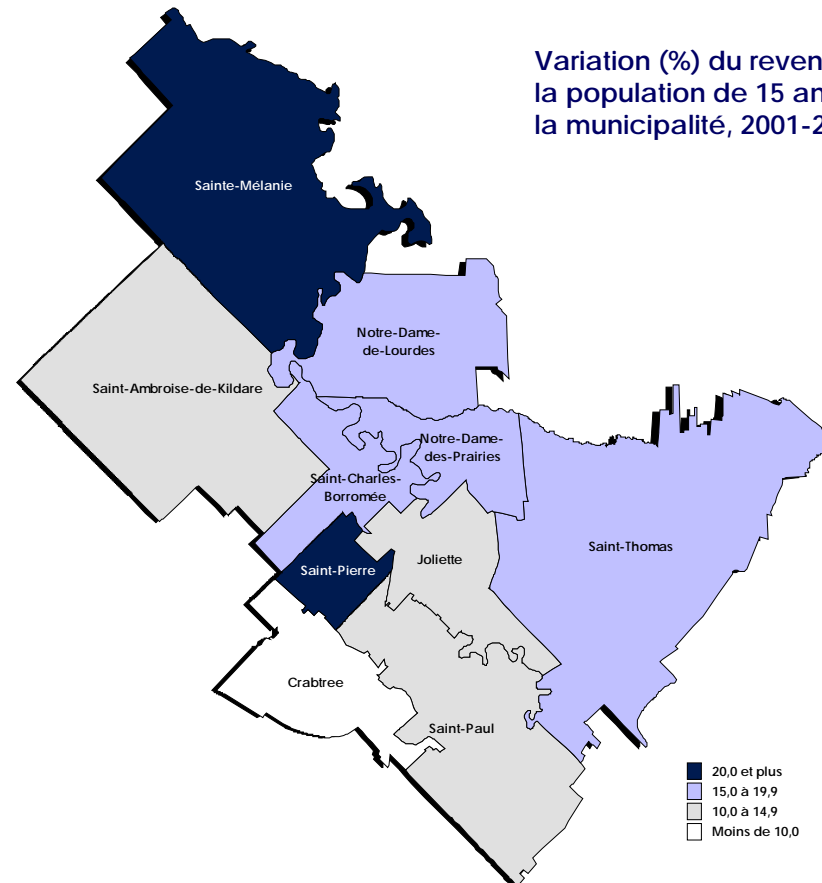 Variation (%) du reven
la population de 15 an
la municipalité, 2001-2
Sainte-Mélanie
Notre-Dame-
de-Lourdes
Saint-Ambroise-de-Kildare
Notre-Dame-
des-Prairies
Saint-Charles-
Borromée
Saint-Thomas
Joliette
Saint-Pierre
Crabtree
Saint-Paul
20,0 et plus
15,0 à 19,9
10,0 à 14,9
Moins de 10,0